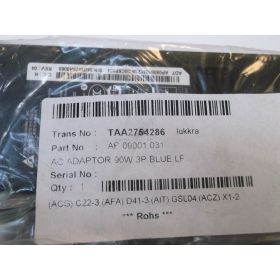 Trans No : TAA2754286 lukkra
Part No : AF.09001.031
AC ADAPTOR 90W 3P BLUE LF
Serial No :
Qty : 1
(ACG) C22-3,(AFA) D41-3,(AIT) GSL04,(ACZ) X1-2
*** Rohs ***